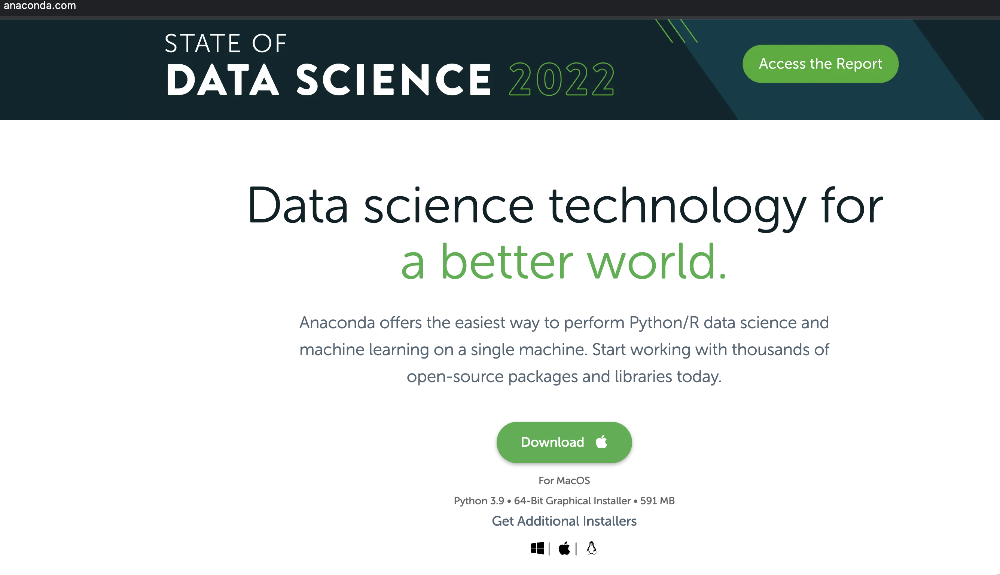 anaconda.com
STATE OF
DATA SCIENCE 2022
Access the Report
Data science technology for
a better world.
Anaconda offers the easiest way to perform Python/R data science and
machine learning on a single machine. Start working with thousands of
open-source packages and libraries today.
Download
For MacOS
Python 3.9 • 64-Bit Graphical Installer • 591 MB
Get Additional Installers